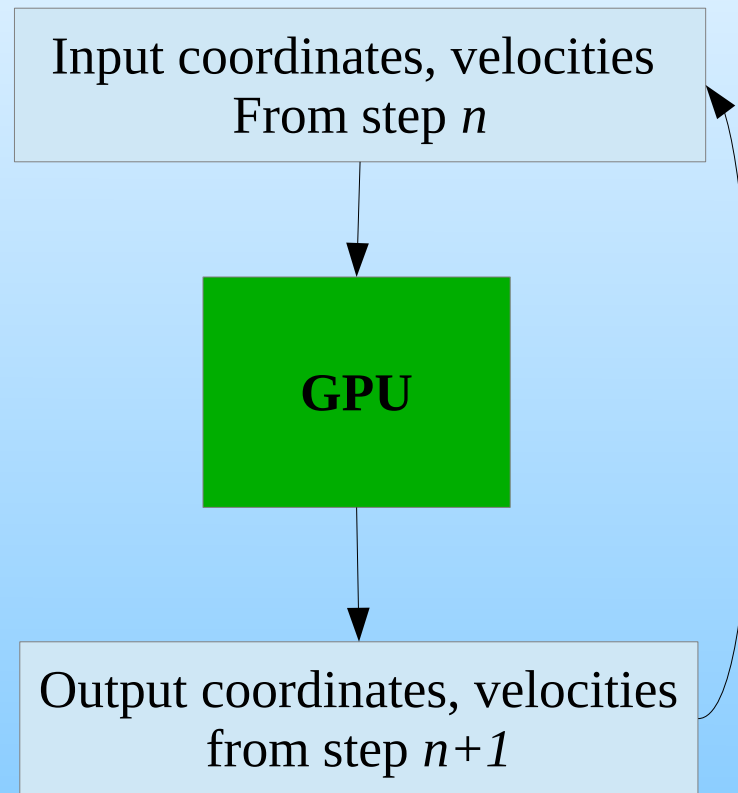 Input coordinates, velocities
From step n
GPU
Output coordinates, velocities
from step n+1